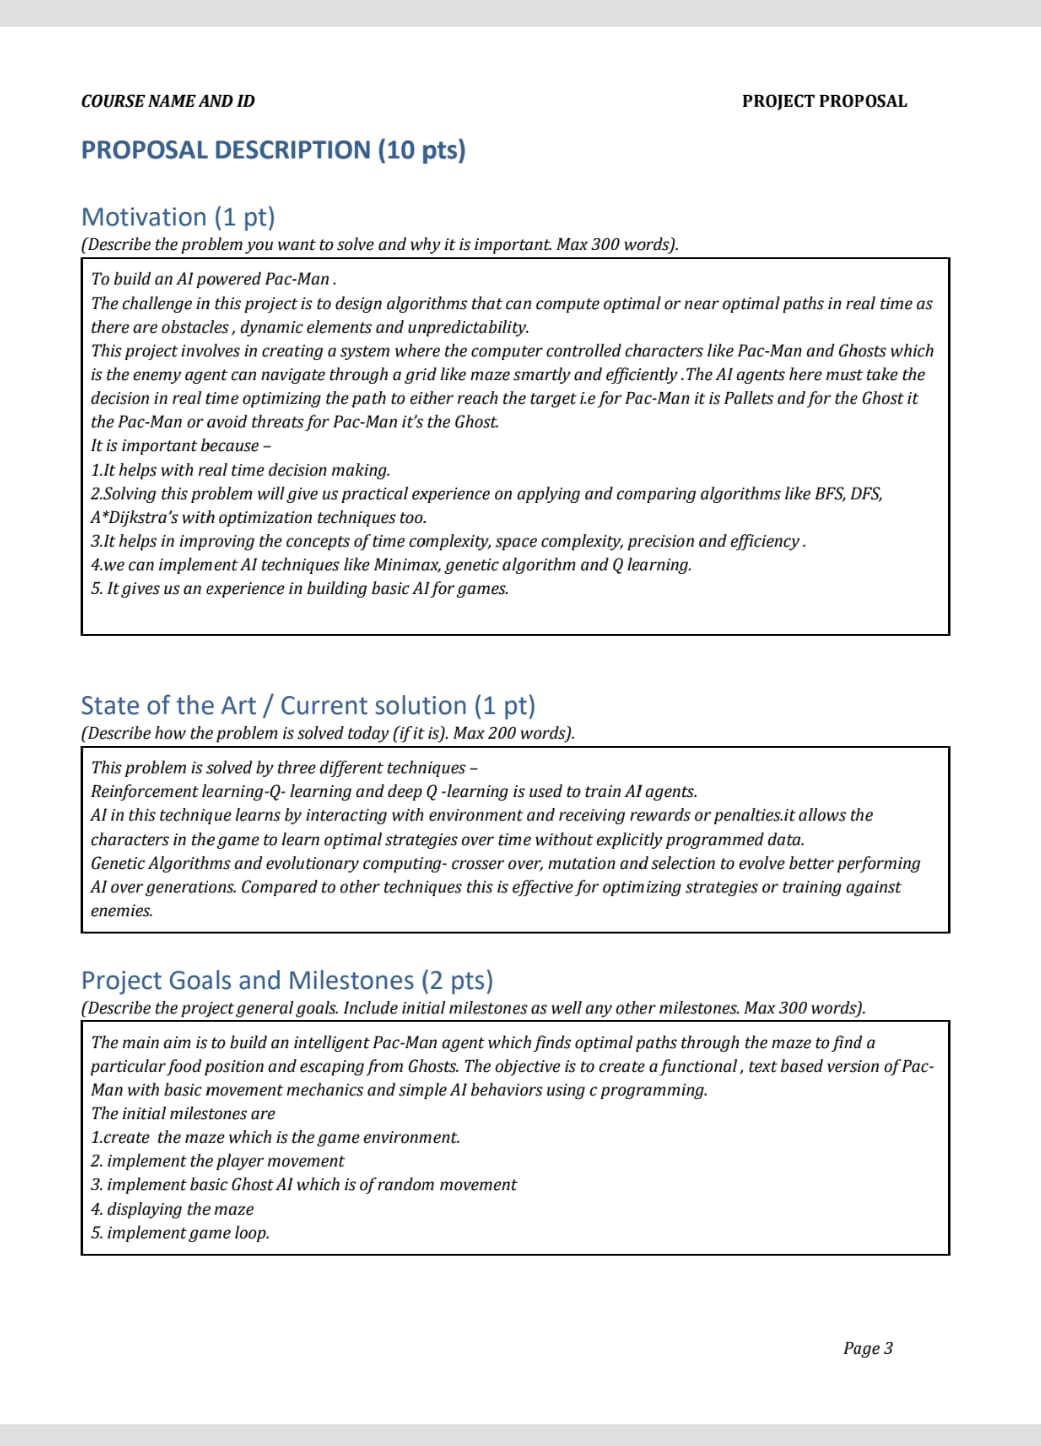 COURSE NAME AND ID
PROJECT PROPOSAL
PROPOSAL DESCRIPTION (10 pts)
Motivation (1 pt)
(Describe the problem you want to solve and why it is important. Max 300 words).
To build an AI powered Pac-Man .
The challenge in this project is to design algorithms that can compute optimal or near optimal paths in real time as
there are obstacles , dynamic elements and unpredictability.
This project involves in creating a system where the computer controlled characters like Pac-Man and Ghosts which
is the enemy agent can navigate through a grid like maze smartly and efficiently .The AI agents here must take the
decision in real time optimizing the path to either reach the target i.e for Pac-Man it is Pallets and for the Ghost it
the Pac-Man or avoid threats for Pac-Man it's the Ghost.
It is important because –
1.It helps with real time decision making.
2.Solving this problem will give us practical experience on applying and comparing algorithms like BFS, DFS,
A*Dijkstra's with optimization techniques too.
3.It helps in improving the concepts of time complexity, space complexity, precision and efficiency .
4.we can implement AI techniques like Minimax, genetic algorithm and Q learning.
5. It gives us an experience in building basic AI for games.
State of the Art / Current solution (1 pt)
(Describe how the problem is solved today (if it is). Max 200 words).
This problem is solved by three different techniques –
Reinforcement learning-Q- learning and deep Q -learning is used to train AI agents.
AI in this technique learns by interacting with environment and receiving rewards or penalties.it allows the
characters in the game to learn optimal strategies over time without explicitly programmed data.
Genetic Algorithms and evolutionary computing- crosser over, mutation and selection to evolve better performing
AI over generations. Compared to other techniques this is effective for optimizing strategies or training against
enemies.
Project Goals and Milestones (2 pts)
(Describe the project general goals. Include initial milestones as well any other milestones. Max 300 words).
The main aim is to build an intelligent Pac-Man agent which finds optimal paths through the maze to find a
particular food position and escaping from Ghosts. The objective is to create a functional , text based version of Pac-
Man with basic movement mechanics and simple AI behaviors using c programming.
The initial milestones are
1.create  the maze which is the game environment.
2. implement the player movement
3. implement basic Ghost AI which is of random movement
4. displaying the maze
5. implement game loop.
Page 3